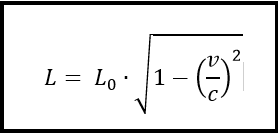 L = L₀ · √(1 − (v/c)²)